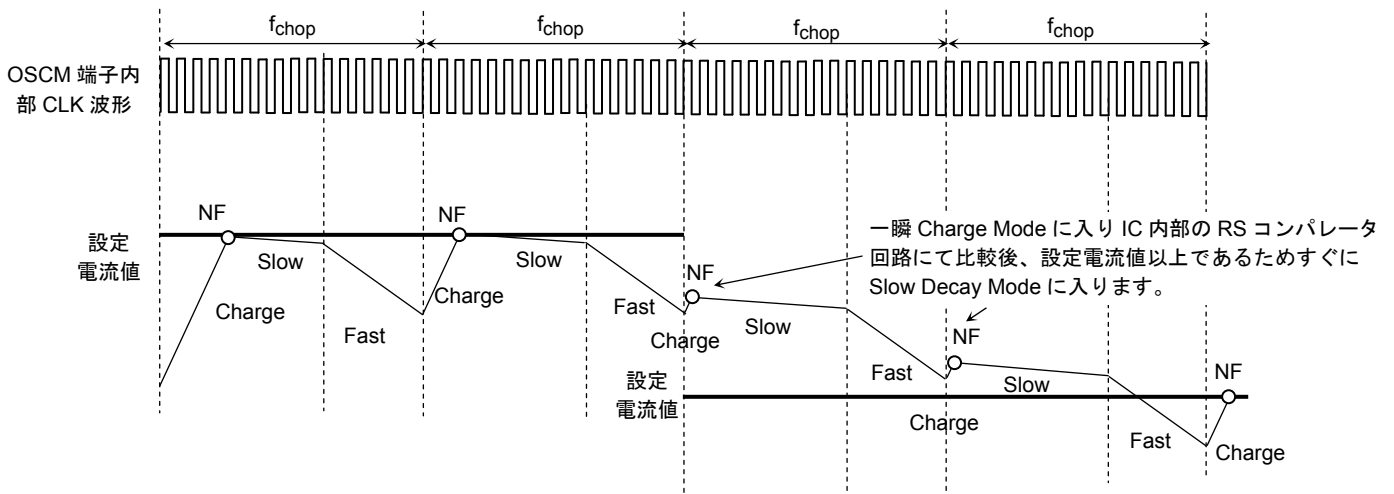 fchop
fchop
fchop
fchop
OSCM 端子内
部 CLK 波形
NF
NF
設定
電流値
Slow
Slow
Charge
Charge
Fast
Fast
Charge
NF
一瞬 Charge Mode に入り IC 内部の RS コンパレータ
回路にて比較後、設定電流値以上であるためすぐに
Slow Decay Mode に入ります。
Slow
NF
Fast
Slow
NF
設定
電流値
Charge
Fast
Charge